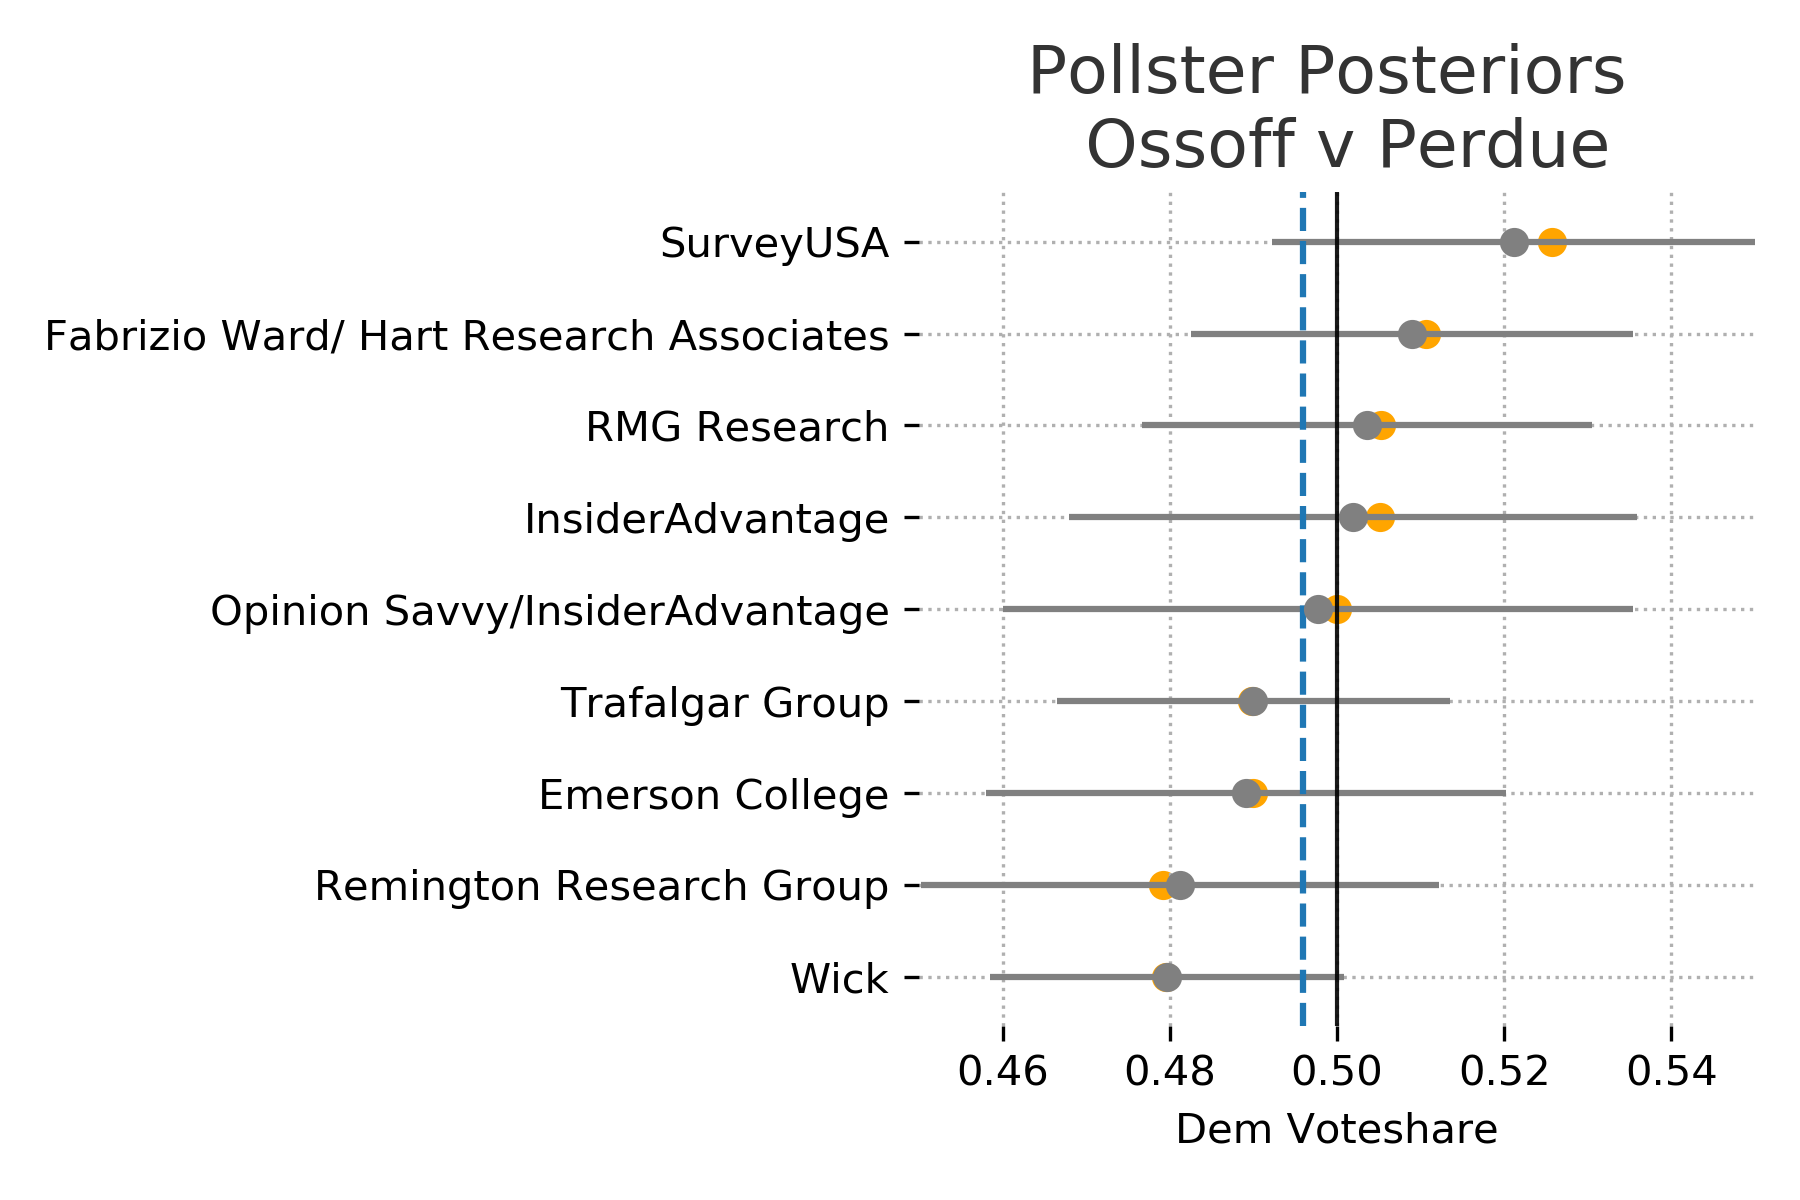 Pollster Posteriors
Ossoff v Perdue
SurveyUSA
Fabrizio Ward/ Hart Research Associates
RMG Research
InsiderAdvantage
Opinion Savvy/InsiderAdvantage
Trafalgar Group
Emerson College
Remington Research Group
Wick
0.46 0.48 0.50 0.52 0.54
Dem Voteshare